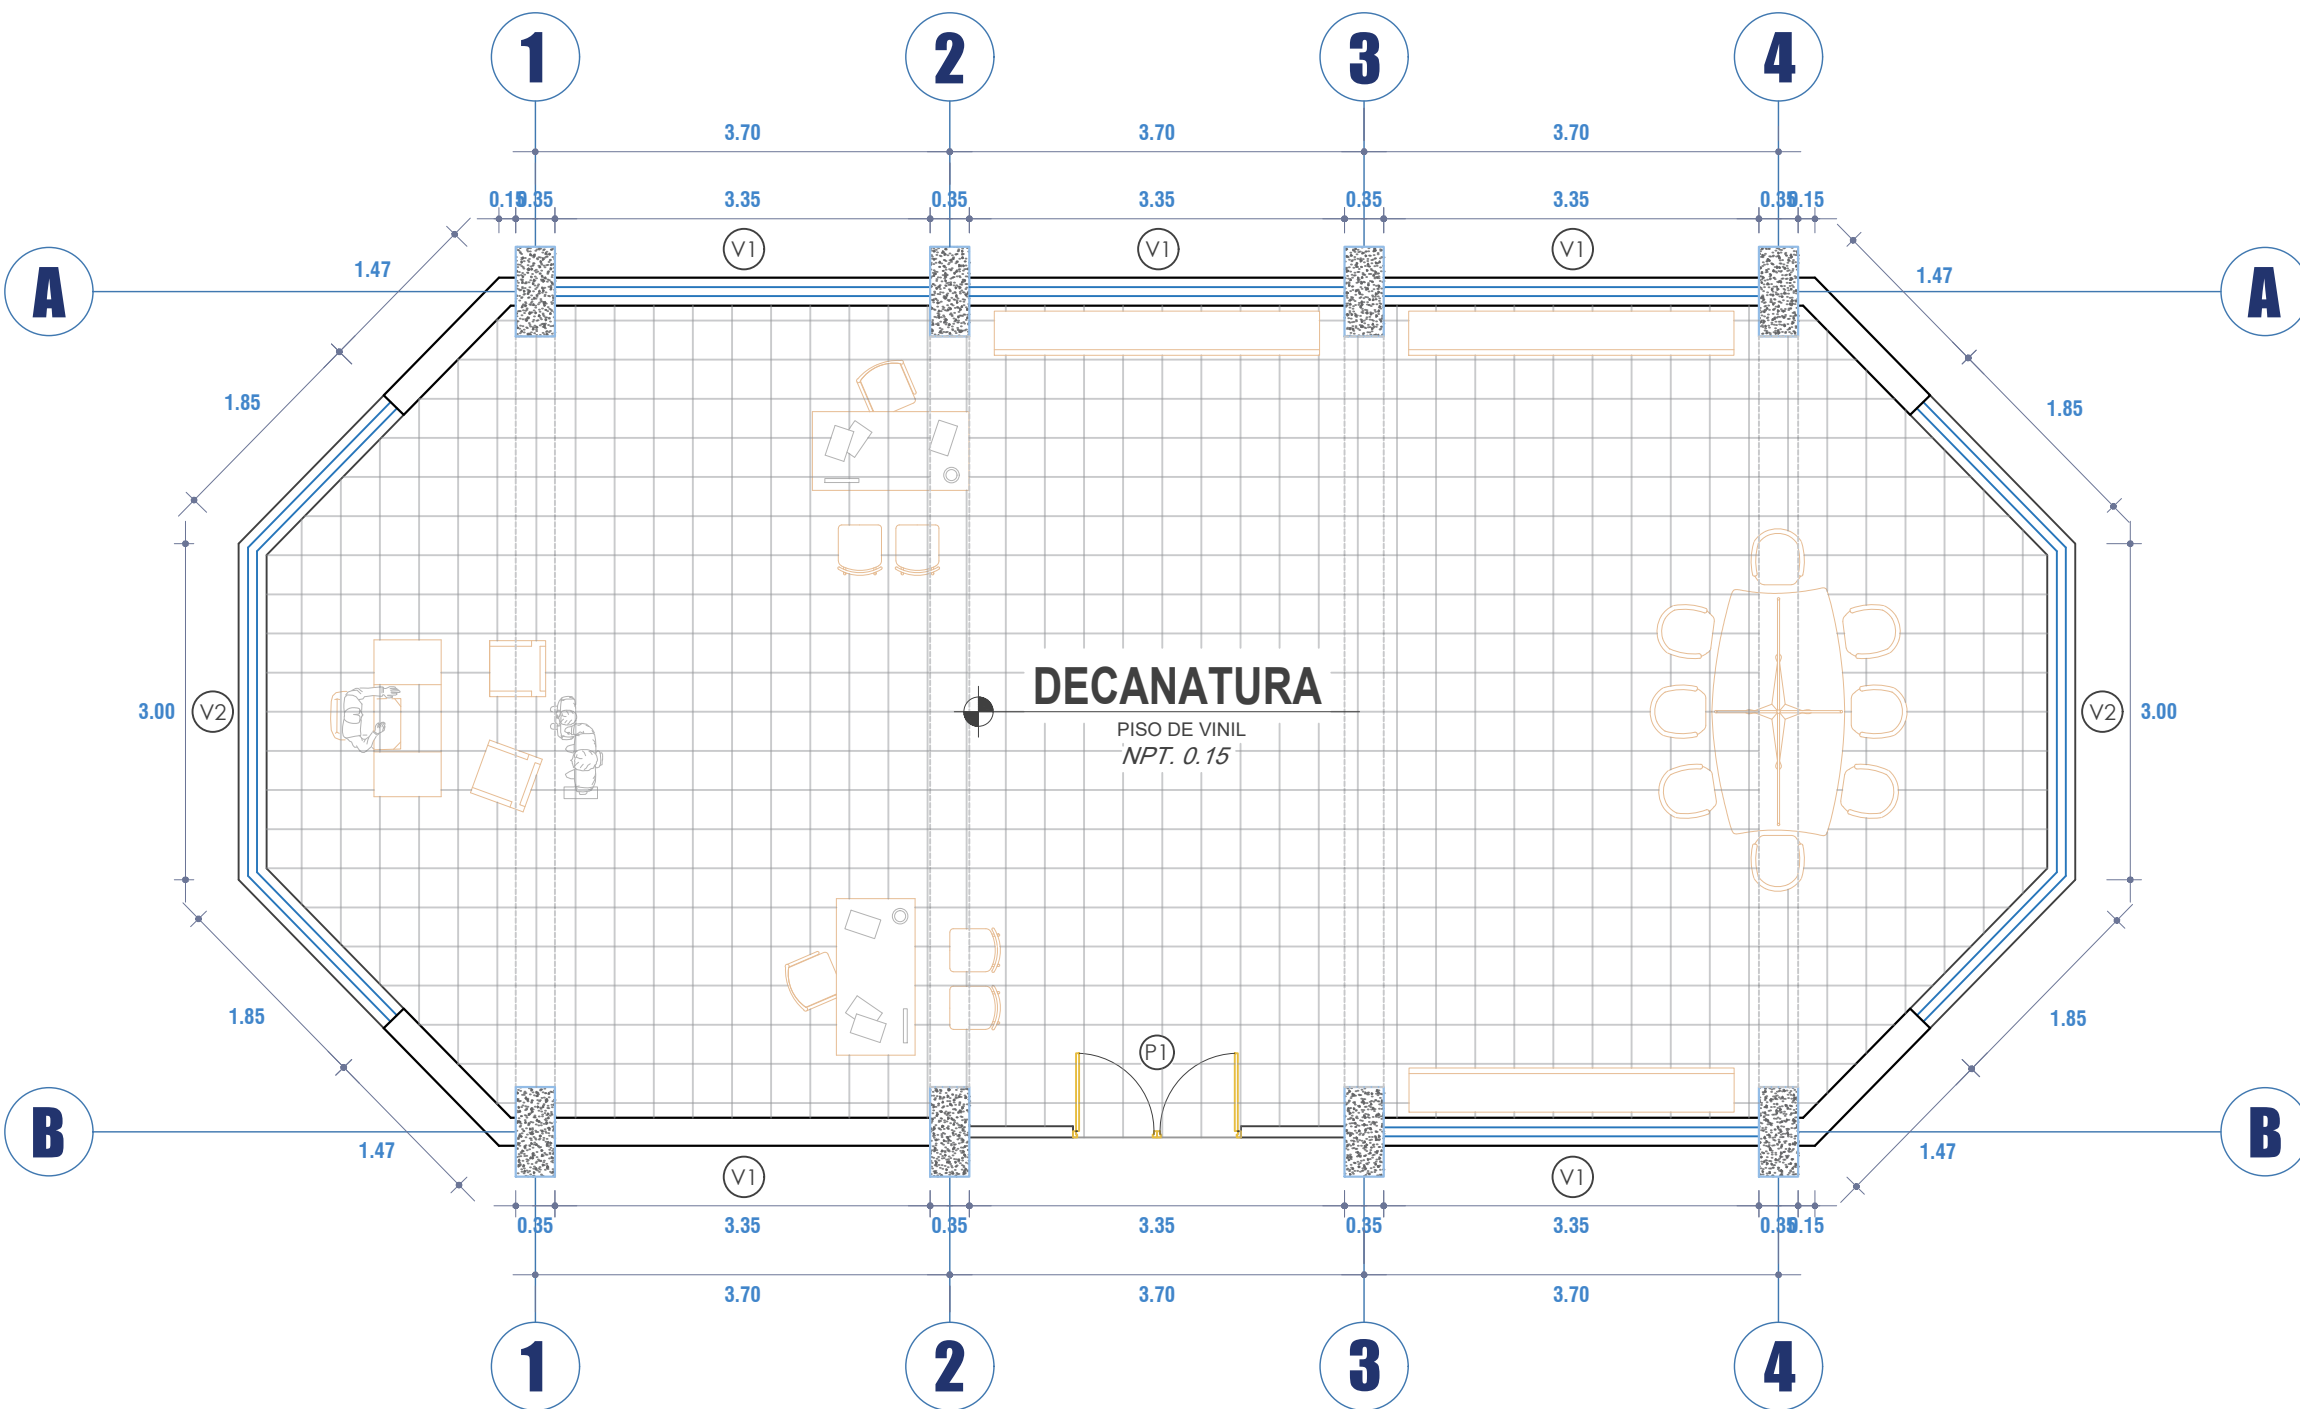 1 2 3 4
3.70 3.70 3.70
0.15 0.35 3.35 0.35 3.35 0.35 3.35 0.35 0.15
V1 V1 V1
A 1.47 1.47 A
1.85 1.85
DECANATURA
3.00 V2 V2 3.00
PISO DE VINIL
NPT. 0.15
1.85 1.85
P1
B 1.47 1.47 B
V1 V1
0.35 3.35 0.35 3.35 0.35 3.35 0.35 0.15
3.70 3.70 3.70
1 2 3 4